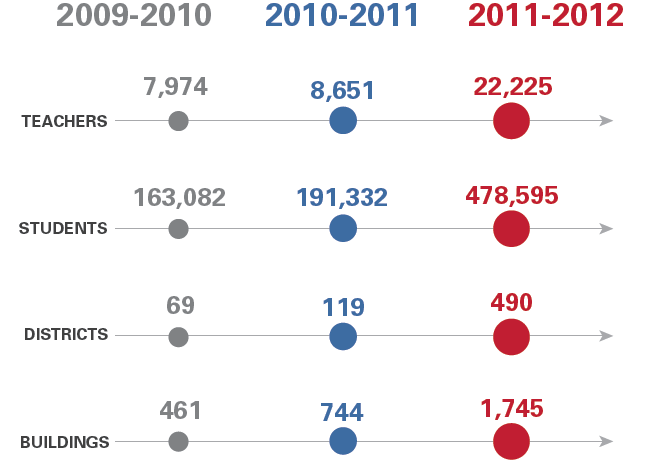 2009-2010 2010-2011 2011-2012
7,974 8,651 22,225
TEACHERS
163,082 191,332 478,595
STUDENTS
69 119 490
DISTRICTS
461 744 1,745
BUILDINGS